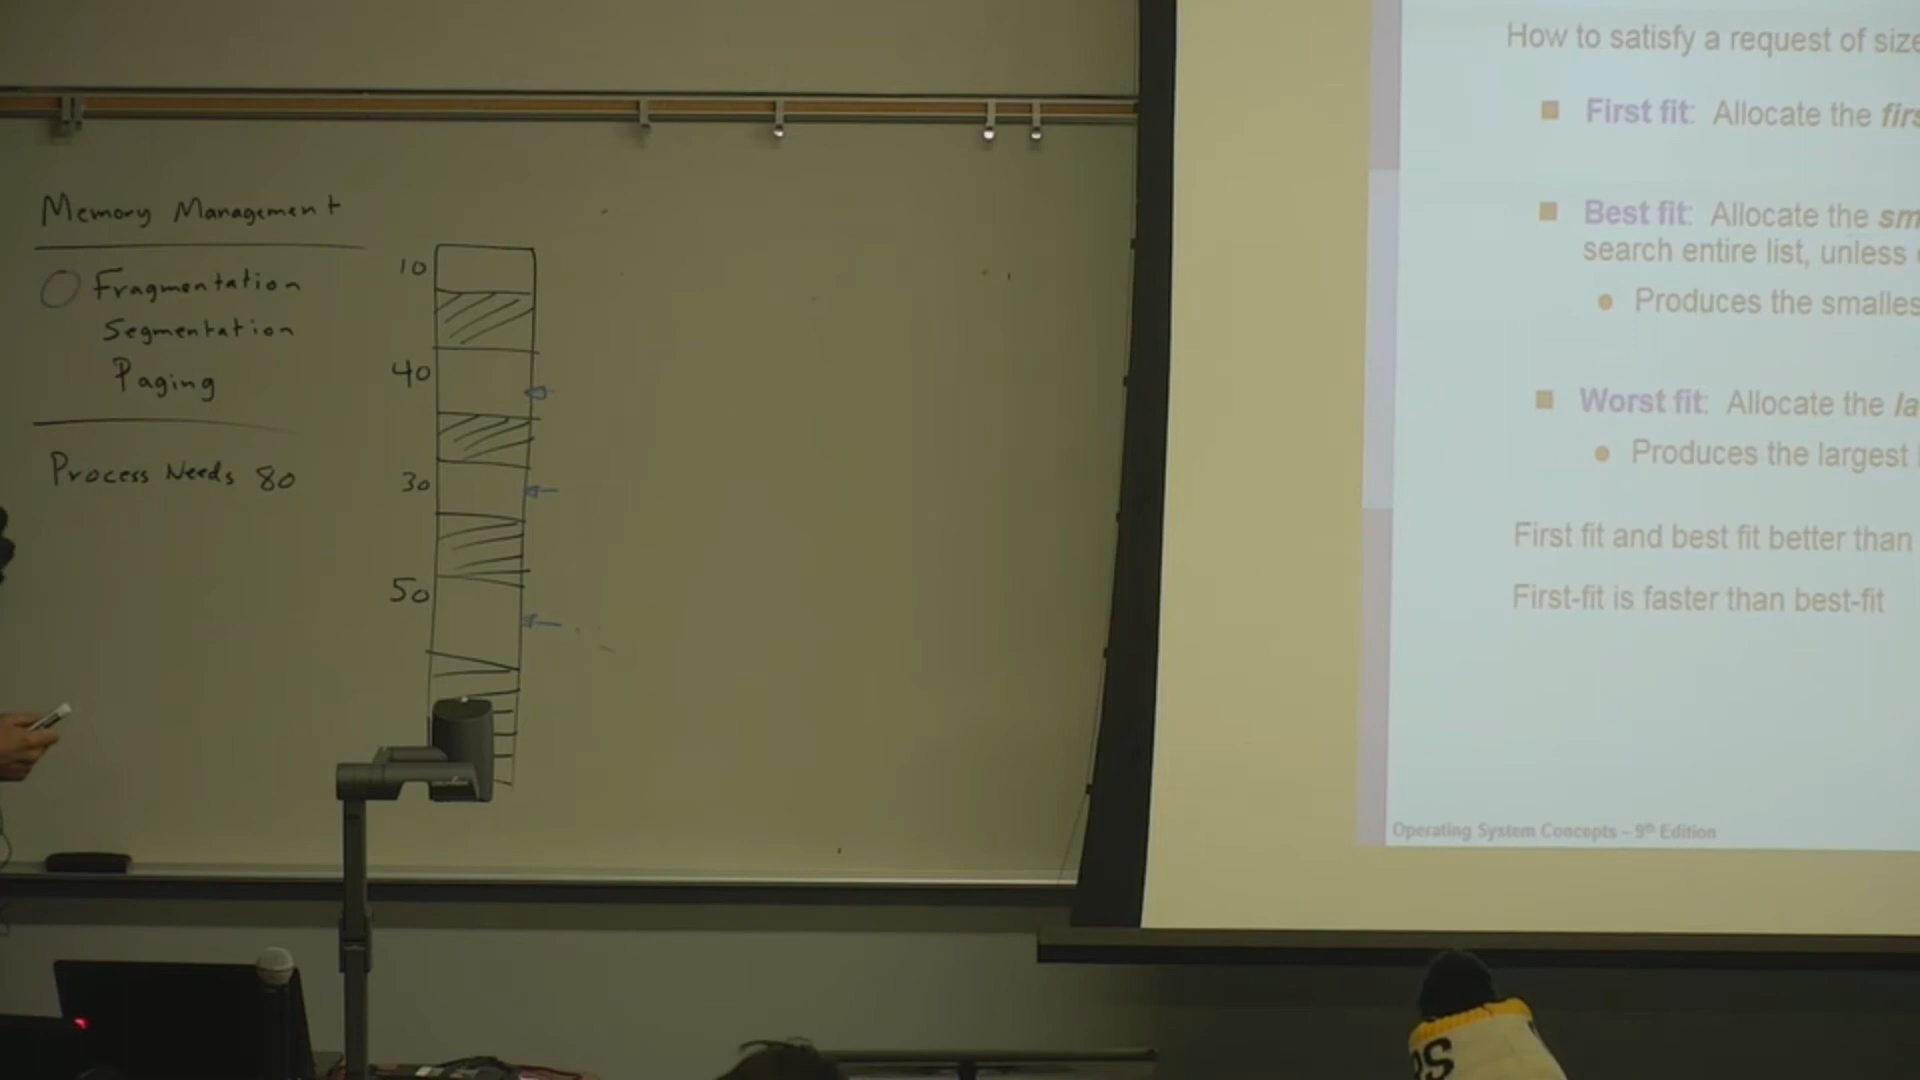 Memory Management
Fragmentation
Segmentation
Paging
Process Needs 80
10
40
30
50
How to satisfy a request of size
First fit: Allocate the firs
Best fit: Allocate the sm
search entire list, unless
Produces the smalles
Worst fit: Allocate the la
Produces the largest
First fit and best fit better than
First-fit is faster than best-fit
Operating System Concepts – 9th Edition